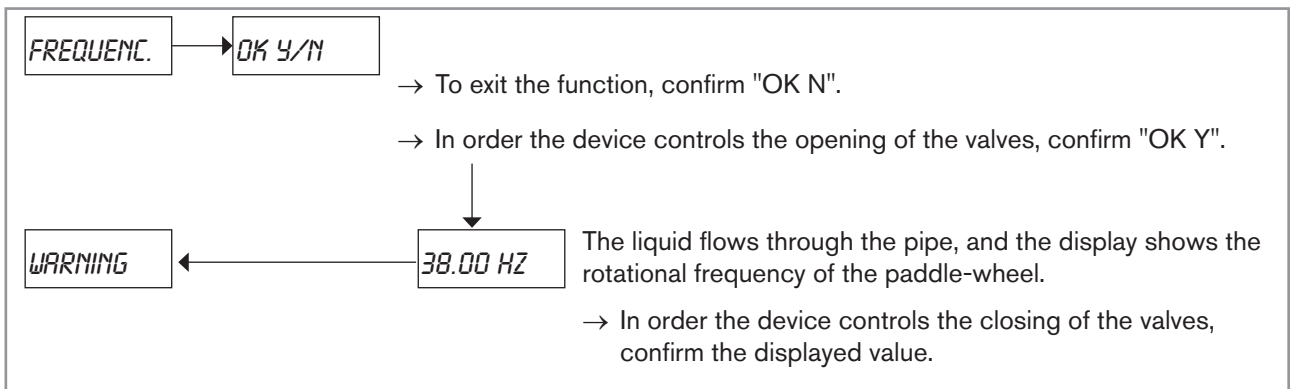 FREQUENC.
OK Y/N
→ To exit the function, confirm "OK N".
→ In order the device controls the opening of the valves, confirm "OK Y".
WARNING
38.00 HZ
The liquid flows through the pipe, and the display shows the
rotational frequency of the paddle-wheel.
→ In order the device controls the closing of the valves,
confirm the displayed value.